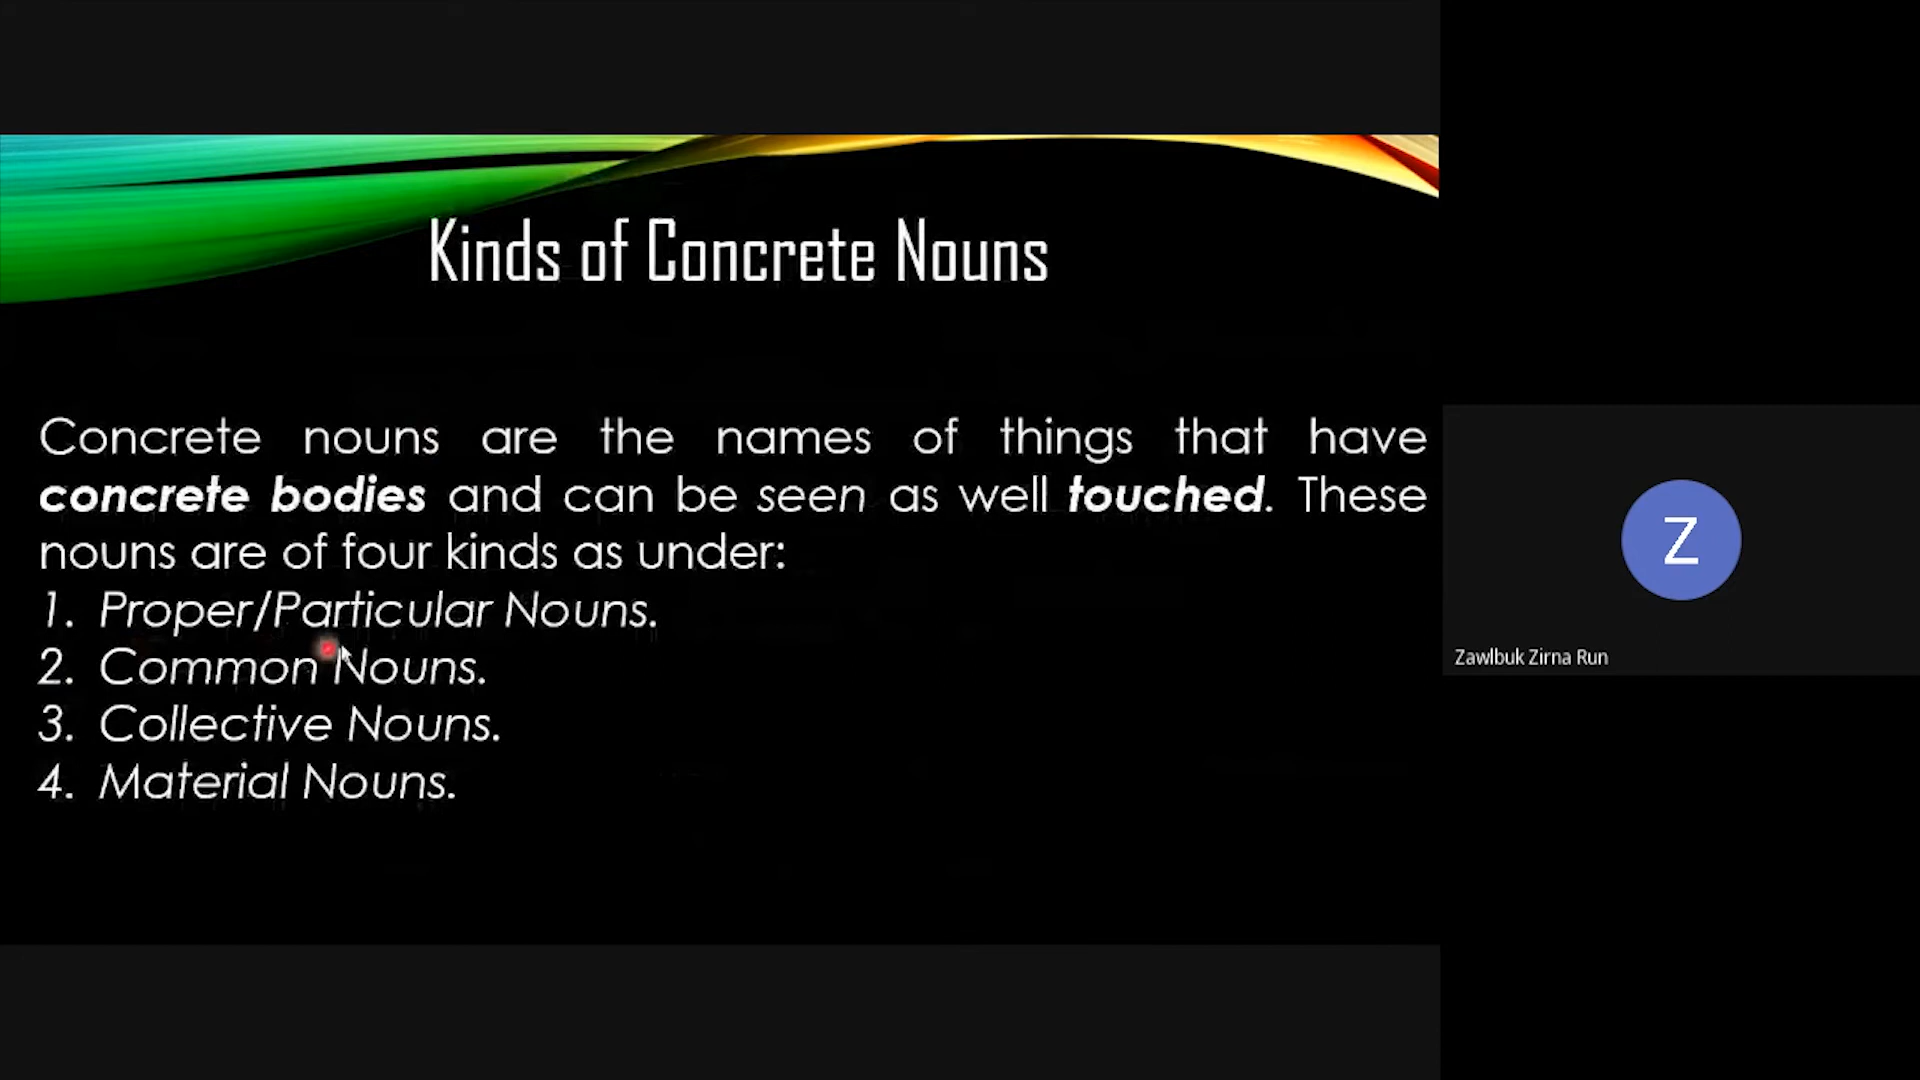 Kinds of Concrete Nouns
Concrete nouns are the names of things that have
concrete bodies and can be seen as well touched. These
nouns are of four kinds as under:
1. Proper/Particular Nouns.
2. Common Nouns.
3. Collective Nouns.
4. Material Nouns.
Z
Zawlbuk Zirna Run